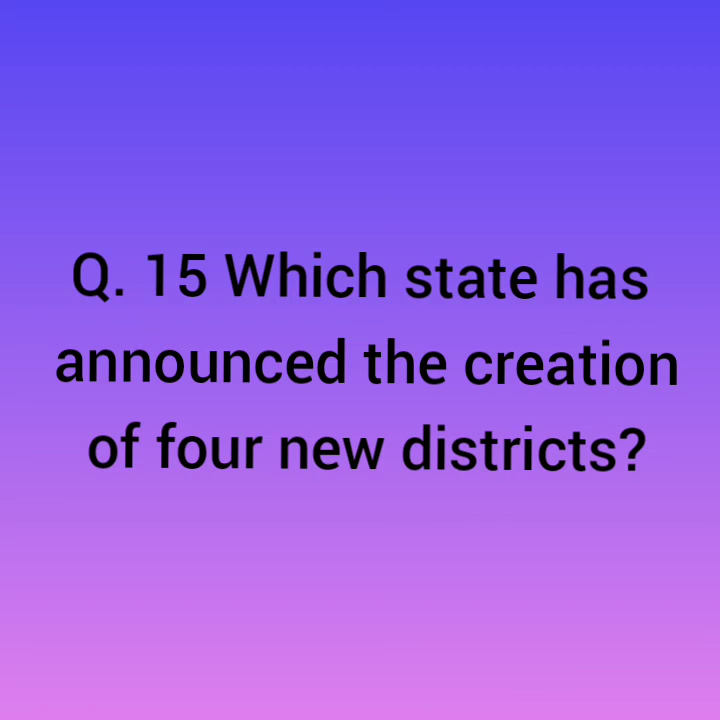 Q. 15 Which state has
announced the creation
of four new districts?